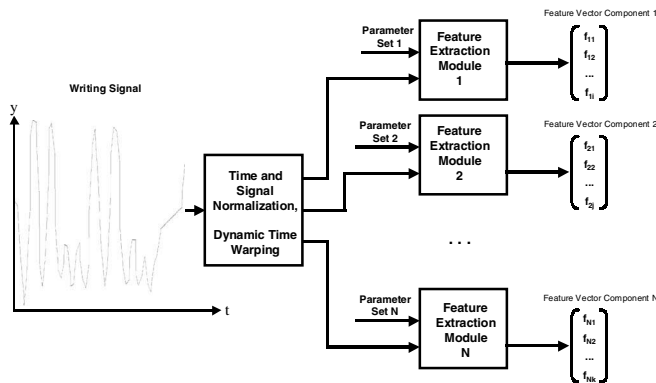 Writing Signal
y
t
Time and
Signal
Normalization,
Dynamic Time
Warping
Parameter
Set 1
Feature
Extraction
Module
1
Feature Vector Component 1
f11
f12
...
f1i
Parameter
Set 2
Feature
Extraction
Module
2
Feature Vector Component 2
f21
f22
...
f2j
. . .
Parameter
Set N
Feature
Extraction
Module
N
Feature Vector Component N
fN1
fN2
...
fNk